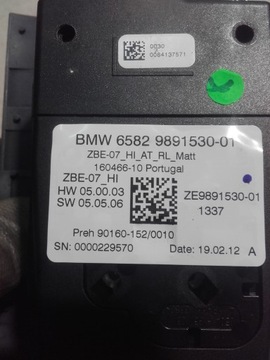 0030
0064137571
BMW 6582 9891530-01
ZBE-07_HI_AT_RL_Matt
160466-10 Portugal
ZBE-07_HI
HW 05.00.03
SW 05.05.06
ZE9891530-01
1337
Preh 90160-152/0010
SN: 0000229570
Date: 19.02.12 A